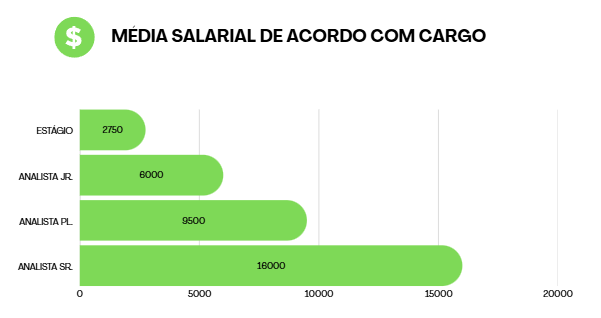 $
MÉDIA SALARIAL DE ACORDO COM CARGO
ESTÁGIO 2750
ANALISTA JR. 6000
ANALISTA PL. 9500
ANALISTA SR. 16000
0 5000 10000 15000 20000